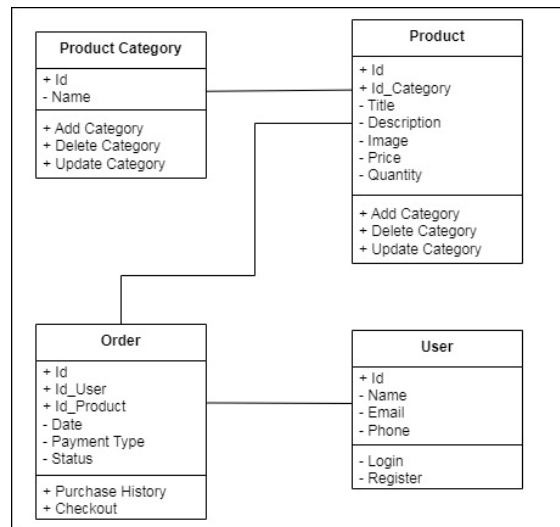 Product Category
+ Id
- Name
+ Add Category
+ Delete Category
+ Update Category
Product
+ Id
+ Id_Category
- Title
- Description
- Image
- Price
- Quantity
+ Add Category
+ Delete Category
+ Update Category
Order
+ Id
+ Id_User
+ Id_Product
- Date
- Payment Type
- Status
+ Purchase History
+ Checkout
User
+ Id
- Name
- Email
- Phone
- Login
- Register